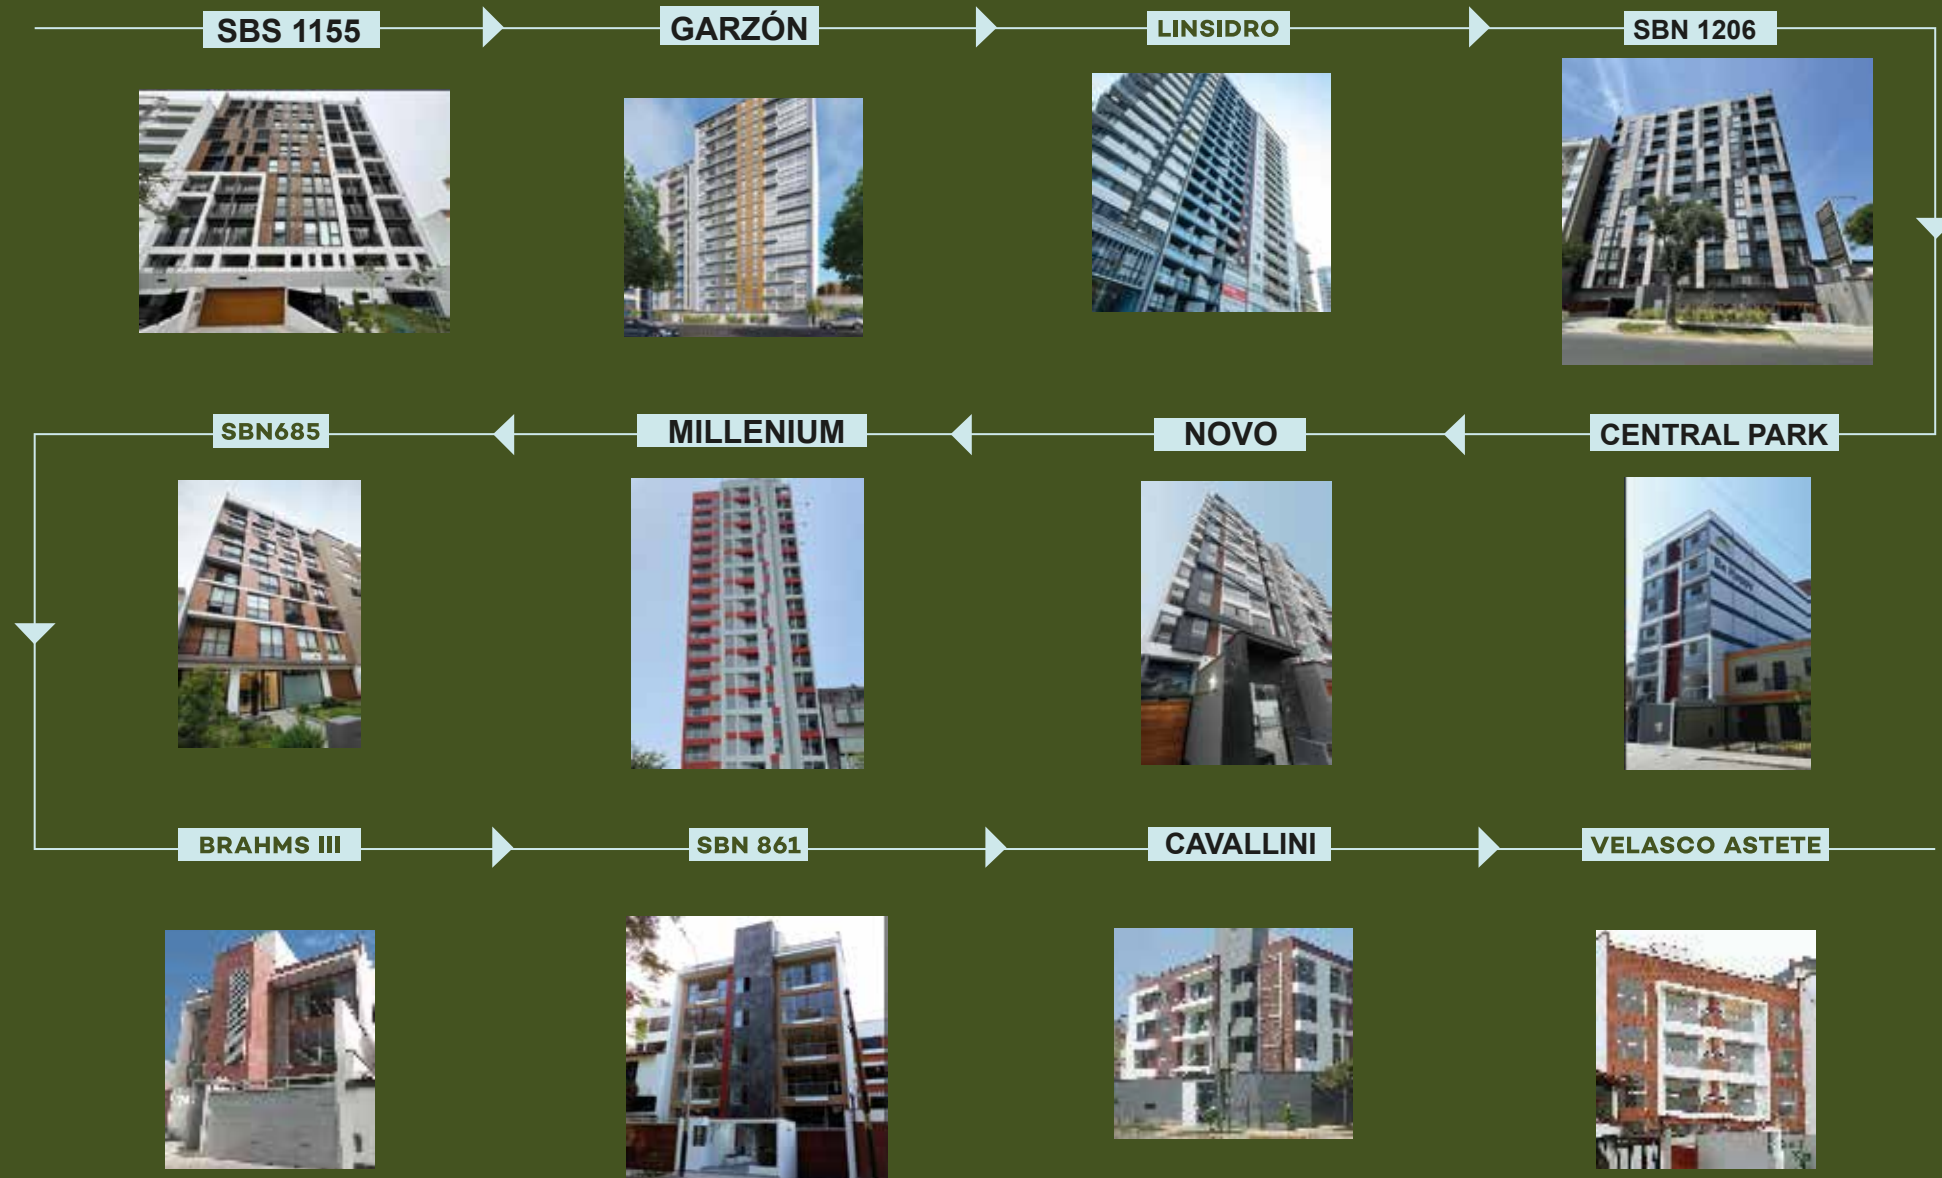 SBS 1155
GARZÓN
LINSIDRO
SBN 1206
CENTRAL PARK
NOVO
MILLENIUM
SBN685
BRAHMS III
SBN 861
CAVALLINI
VELASCO ASTETE